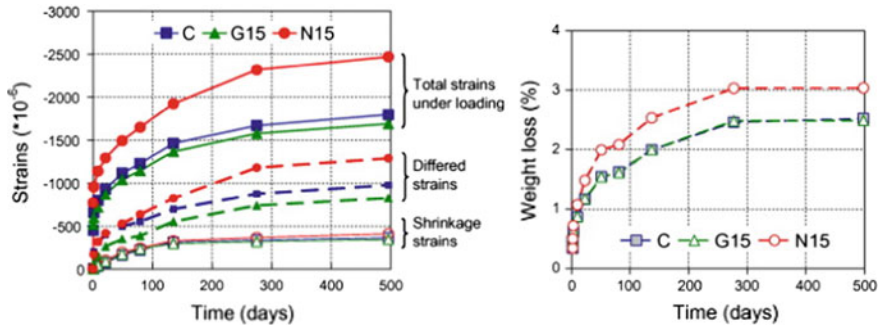 C G15 N15
Strains (*10⁻⁶)
-3000
-2500
-2000
-1500
-1000
-500
0
0 100 200 300 400 500
Time (days)
Total strains
under loading
Differed
strains
Shrinkage
strains
Weight loss (%)
4
3
2
1
0
0 100 200 300 400 500
Time (days)
C G15 N15